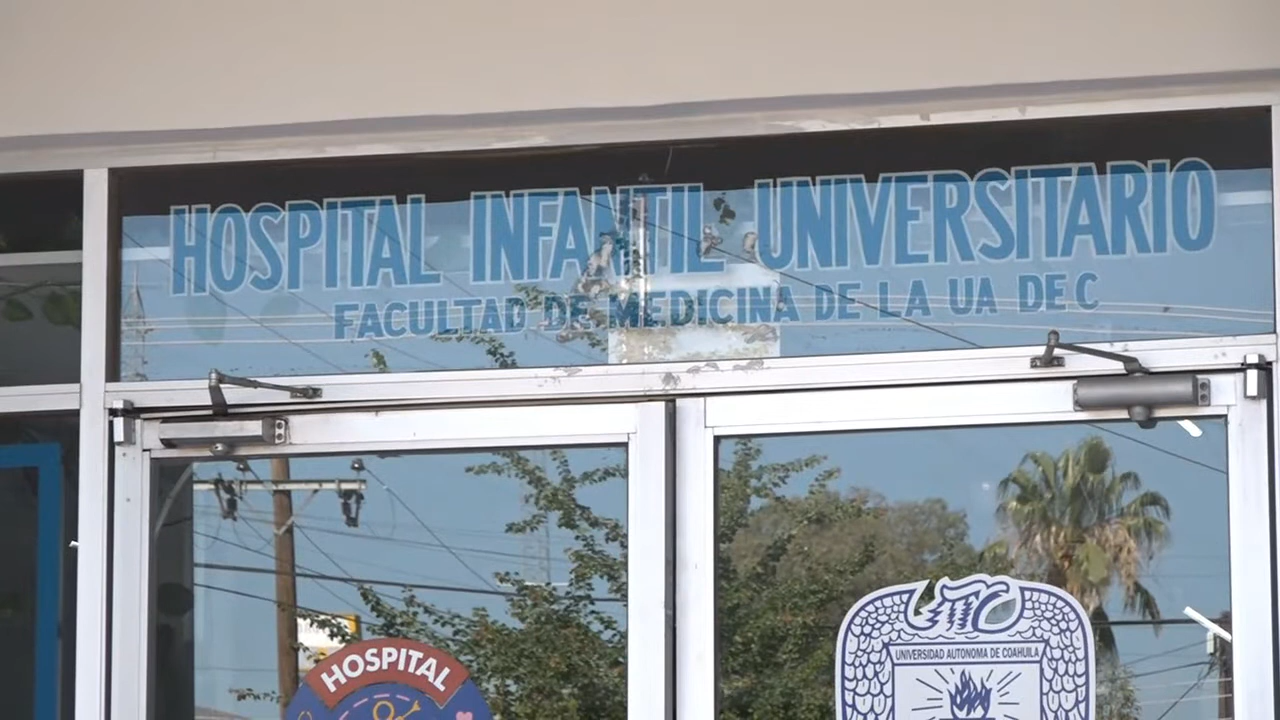 HOSPITAL INFANTIL UNIVERSITARIO
FACULTAD DE MEDICINA DE LA UA DE C
HOSPITAL
UNIVERSIDAD AUTONOMA DE COAHUILA